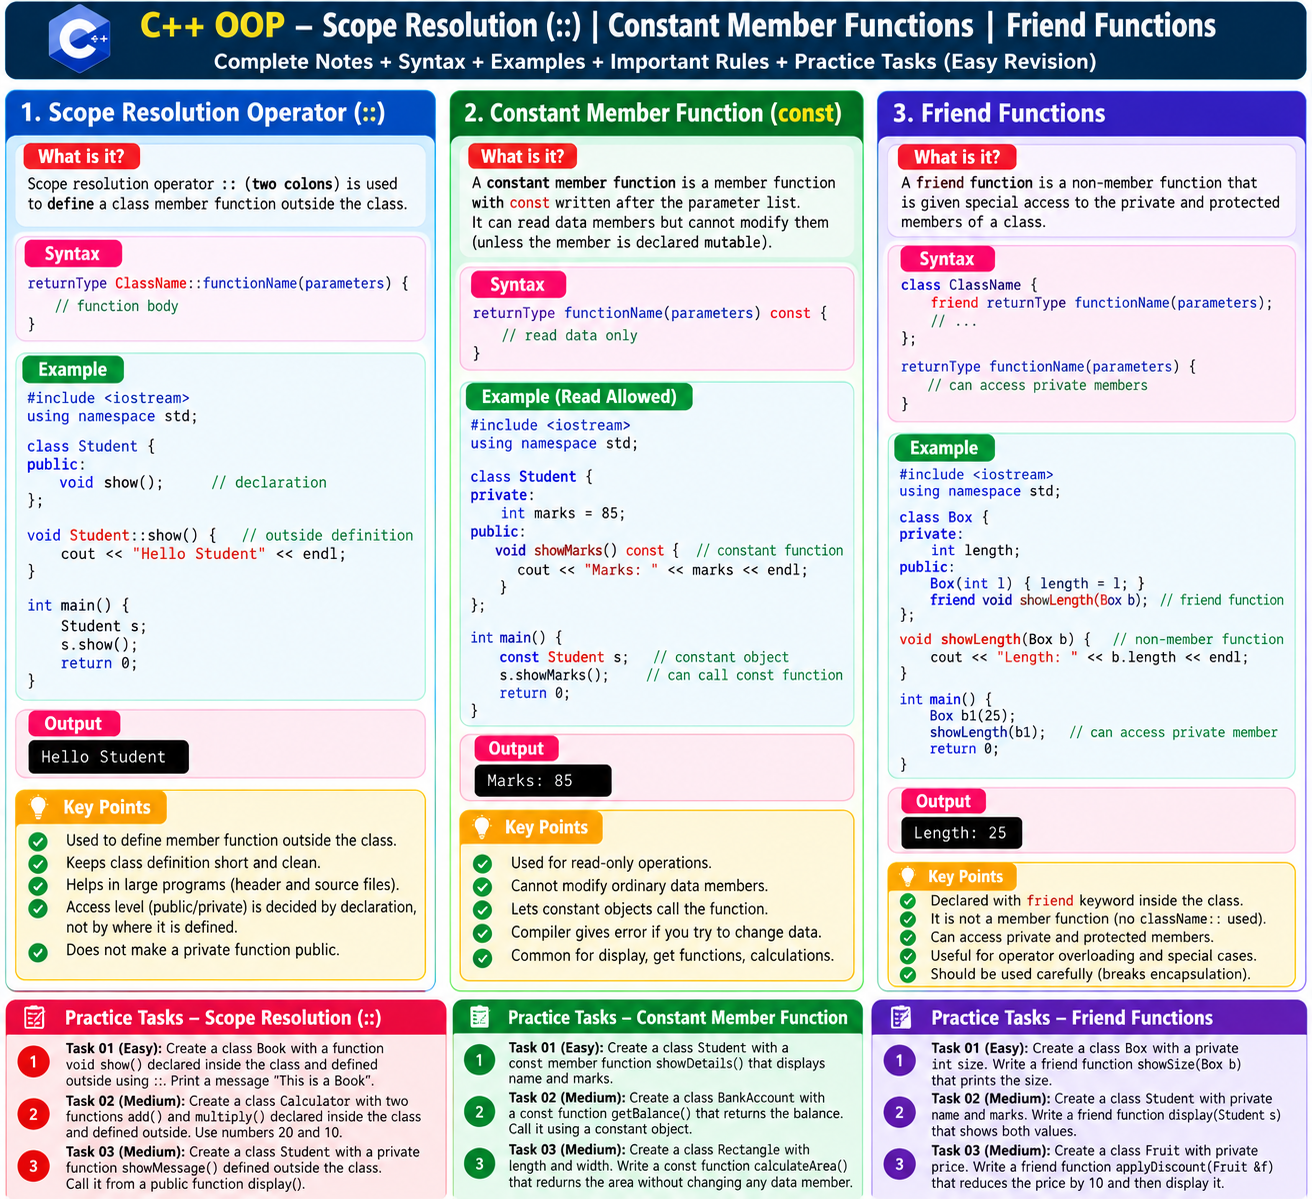 C++ OOP – Scope Resolution (::) | Constant Member Functions | Friend Functions
Complete Notes + Syntax + Examples + Important Rules + Practice Tasks (Easy Revision)
1. Scope Resolution Operator (::)
What is it?
Scope resolution operator :: (two colons) is used
to define a class member function outside the class.
Syntax
returnType ClassName::functionName(parameters) {
// function body
}
Example
#include <iostream>
using namespace std;
class Student {
public:
void show(); // declaration
};
void Student::show() { // outside definition
cout << "Hello Student" << endl;
}
int main() {
Student s;
s.show();
return 0;
}
Output
Hello Student
Key Points
Used to define member function outside the class.
Keeps class definition short and clean.
Helps in large programs (header and source files).
Access level (public/private) is decided by declaration,
not by where it is defined.
Does not make a private function public.
2. Constant Member Function (const)
What is it?
A constant member function is a member function
with const written after the parameter list.
It can read data members but cannot modify them
(unless the member is declared mutable).
Syntax
returnType functionName(parameters) const {
// read data only
}
Example (Read Allowed)
#include <iostream>
using namespace std;
class Student {
private:
int marks = 85;
public:
void showMarks() const { // constant function
cout << "Marks: " << marks << endl;
}
};
int main() {
const Student s; // constant object
s.showMarks(); // can call const function
return 0;
}
Output
Marks: 85
Key Points
Used for read-only operations.
Cannot modify ordinary data members.
Lets constant objects call the function.
Compiler gives error if you try to change data.
Common for display, get functions, calculations.
3. Friend Functions
What is it?
A friend function is a non-member function that
is given special access to the private and protected
members of a class.
Syntax
class ClassName {
friend returnType functionName(parameters);
// ...
};
returnType functionName(parameters) {
// can access private members
}
Example
#include <iostream>
using namespace std;
class Box {
private:
int length;
public:
Box(int l) { length = l; }
friend void showLength(Box b); // friend function
};
void showLength(Box b) { // non-member function
cout << "Length: " << b.length << endl;
}
int main() {
Box b1(25);
showLength(b1); // can access private member
return 0;
}
Output
Length: 25
Key Points
Declared with friend keyword inside the class.
It is not a member function (no className:: used).
Can access private and protected members.
Useful for operator overloading and special cases.
Should be used carefully (breaks encapsulation).
Practice Tasks – Scope Resolution (::)
1 Task 01 (Easy): Create a class Book with a function
void show() declared inside the class and defined
outside using ::. Print a message "This is a Book".
2 Task 02 (Medium): Create a class Calculator with two
functions add() and multiply() declared inside the class
and defined outside. Use numbers 20 and 10.
3 Task 03 (Medium): Create a class Student with a private
function showMessage() defined outside the class.
Call it from a public function display().
Practice Tasks – Constant Member Function
1 Task 01 (Easy): Create a class Student with a
const member function showDetails() that displays
name and marks.
2 Task 02 (Medium): Create a class BankAccount with
a const function getBalance() that returns the balance.
Call it using a constant object.
3 Task 03 (Medium): Create a class Rectangle with
length and width. Write a const function calculateArea()
that redurns the area without changing any data member.
Practice Tasks – Friend Functions
1 Task 01 (Easy): Create a class Box with a private
int size. Write a friend function showSize(Box b)
that prints the size.
2 Task 02 (Medium): Create a class Student with private
name and marks. Write a friend function display(Student s)
that shows both values.
3 Task 03 (Medium): Create a class Fruit with private
price. Write a friend function applyDiscount(Fruit &f)
that reduces the price by 10 and then display it.